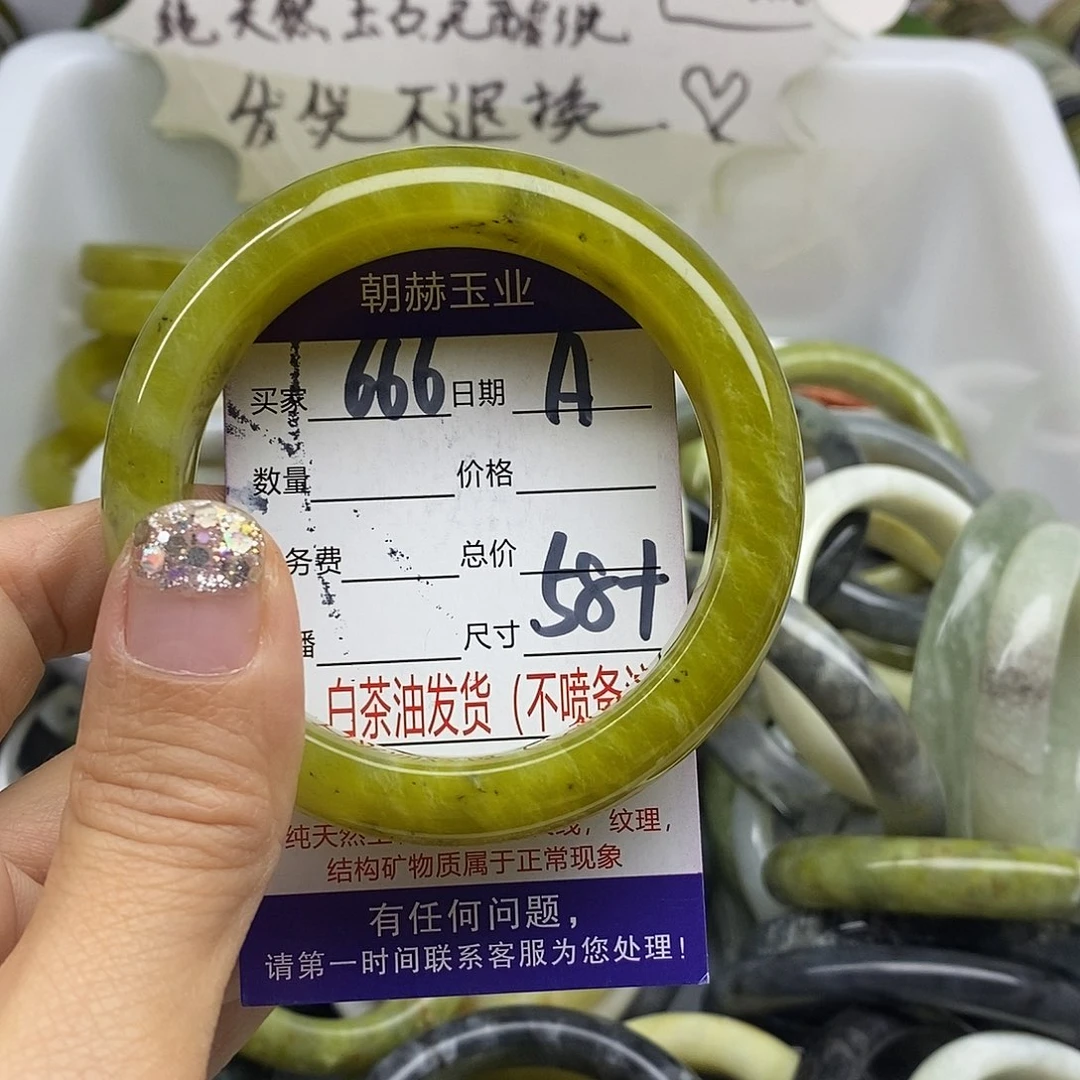 纯天然玉石无酸洗
发货不退换
朝赫玉业
买家 666 日期 A
数量 价格
务费 总价
播 尺寸 58+
白茶油发货（不喷备
纯天然 纹理，
结构矿物质属于正常现象
有任何问题，
请第一时间联系客服为您处理！